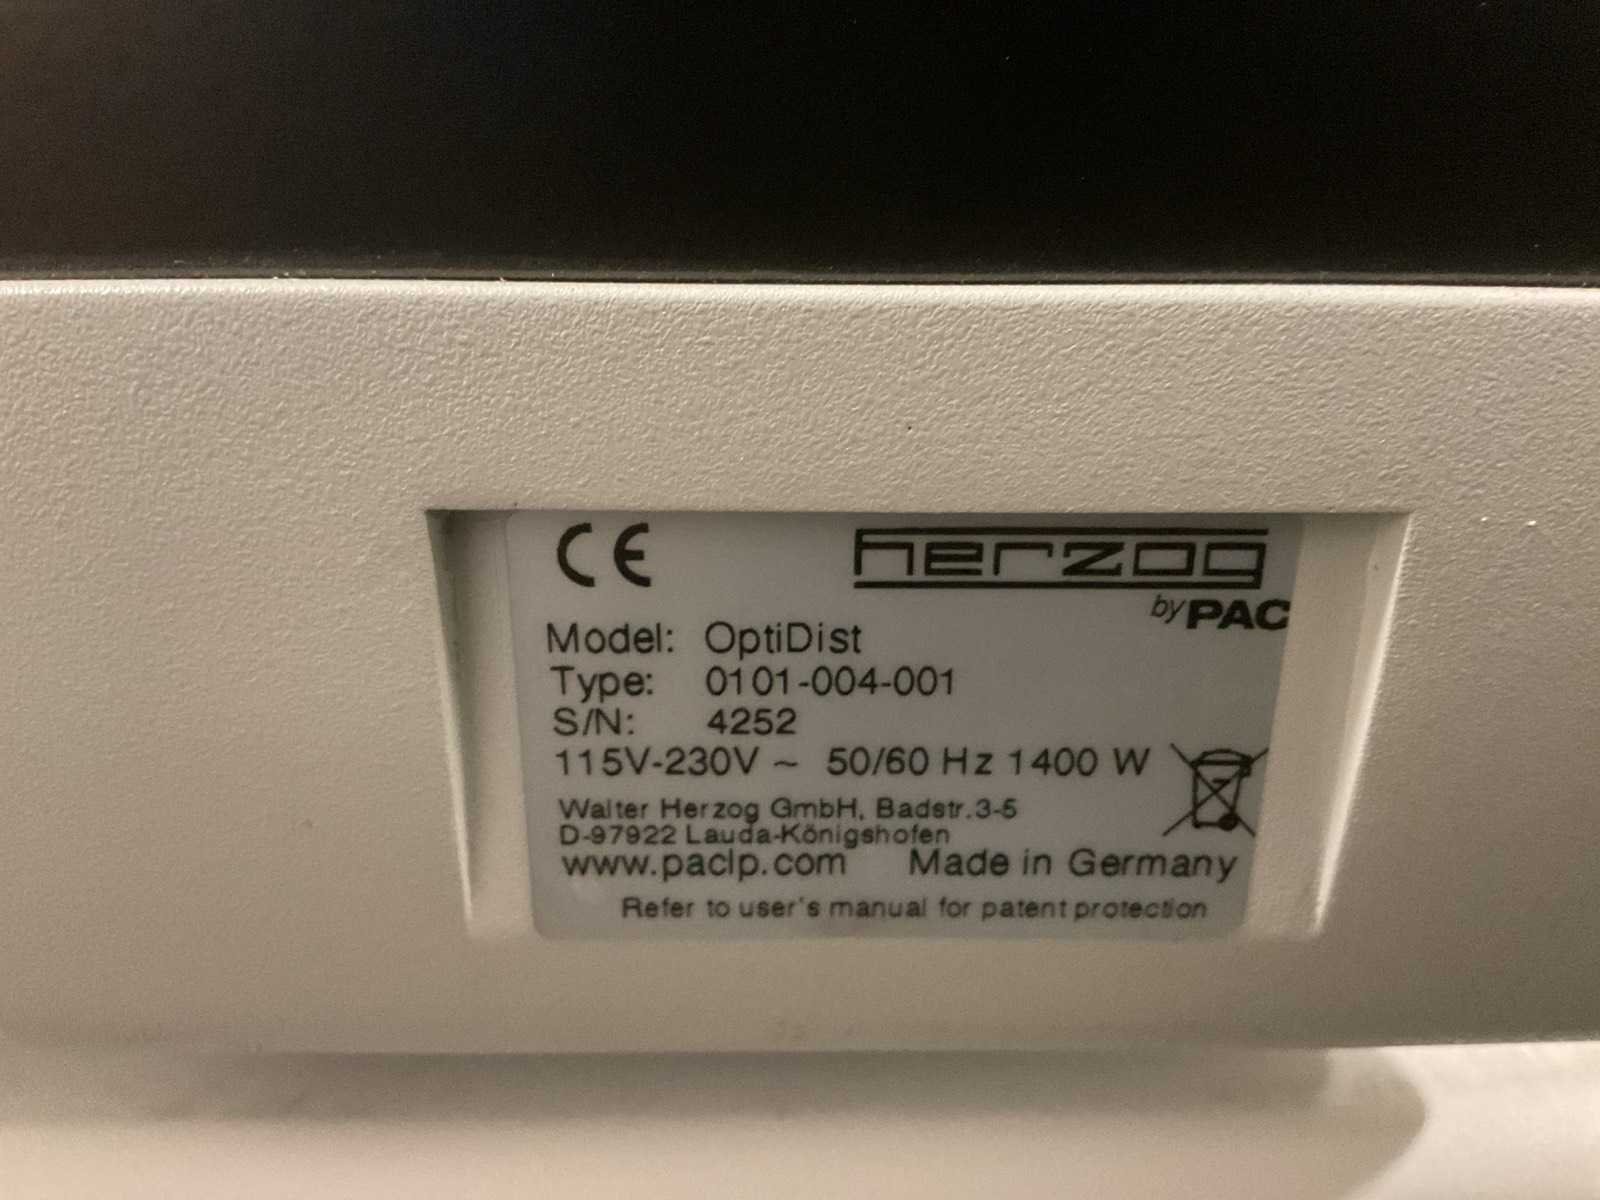 CE herzog
by PAC
Model: OptiDist
Type: 0101-004-001
S/N: 4252
115V-230V ~ 50/60 Hz 1400 W
Walter Herzog GmbH, Badstr.3-5
D-97922 Lauda-Königshofen
www.paclp.com Made in Germany
Refer to user's manual for patent protection